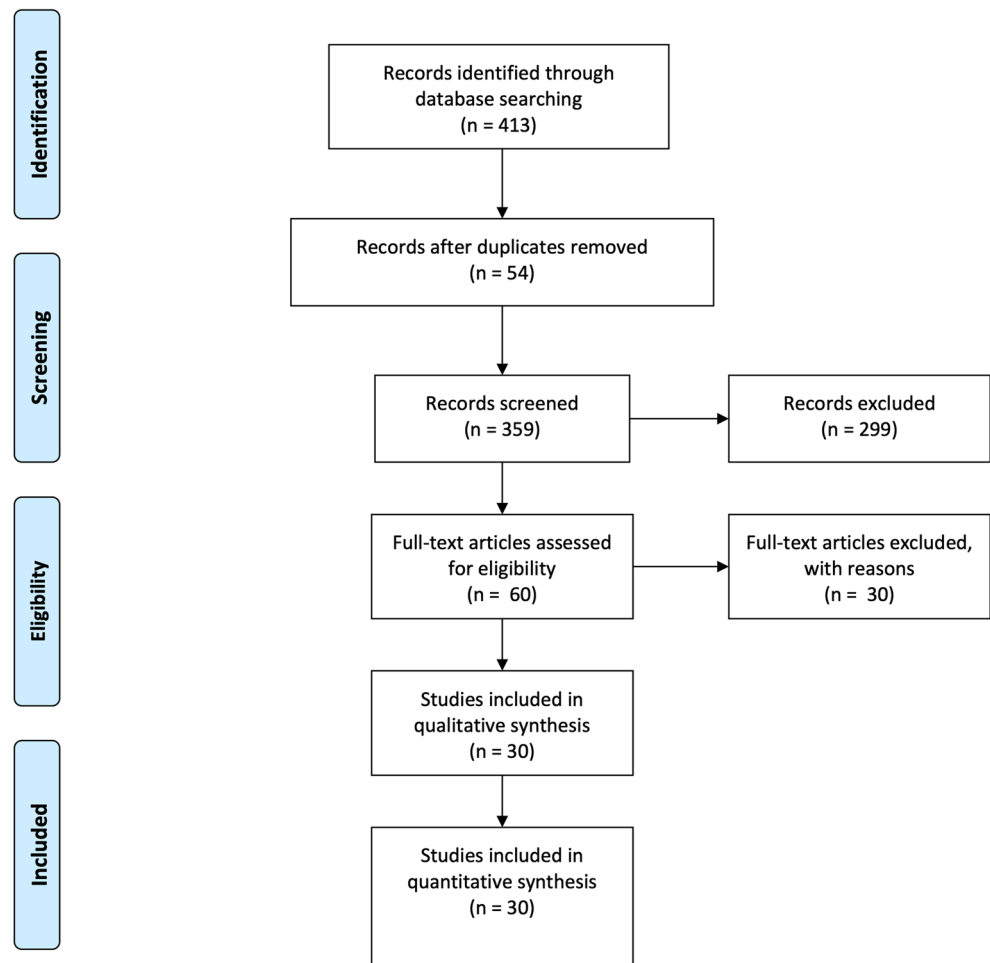 Identification
Records identified through
database searching
(n = 413)
Records after duplicates removed
(n = 54)
Screening
Records screened
(n = 359)
Records excluded
(n = 299)
Eligibility
Full-text articles assessed
for eligibility
(n =  60)
Full-text articles excluded,
with reasons
(n =  30)
Studies included in
qualitative synthesis
(n = 30)
Included
Studies included in
quantitative synthesis
(n = 30)